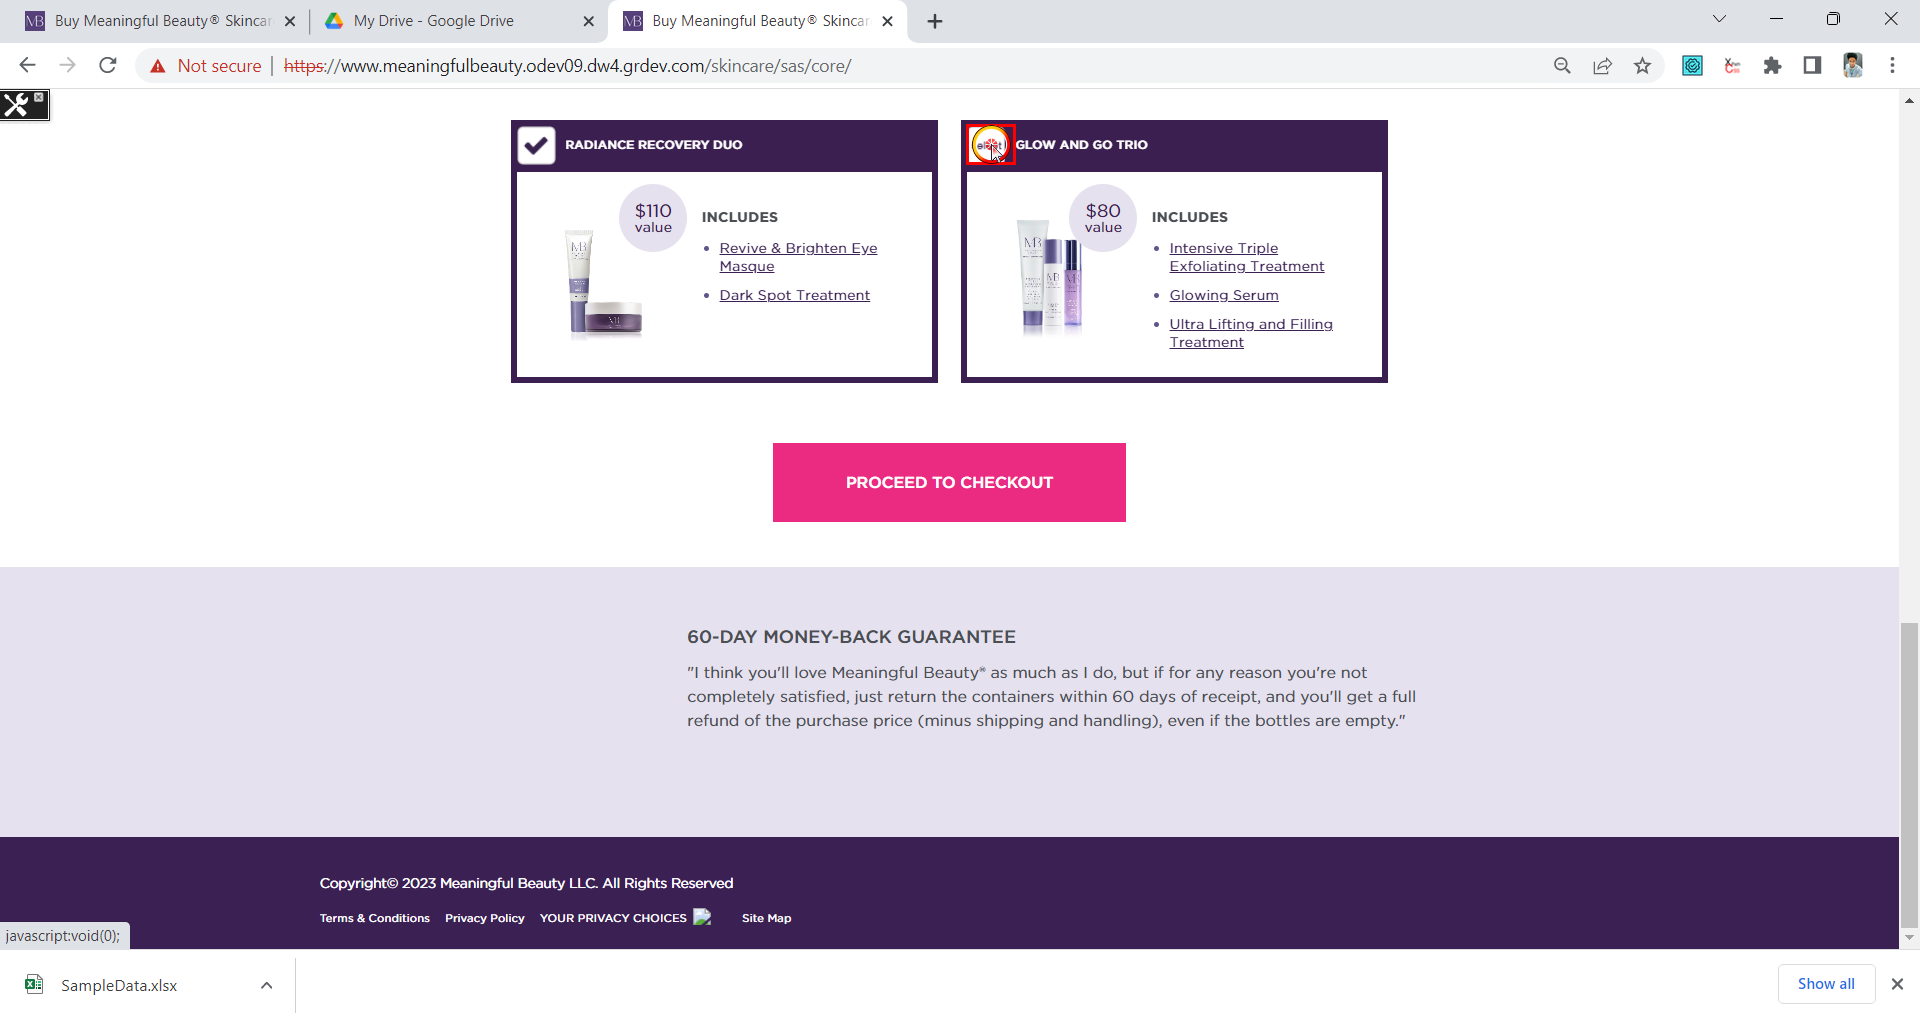 Buy Meaningful Beauty® Skincar
My Drive - Google Drive
Buy Meaningful Beauty® Skincar
Not secure
https://www.meaningfulbeauty.odev09.dw4.grdev.com/skincare/sas/core/
RADIANCE RECOVERY DUO
$110
value
INCLUDES
• Revive & Brighten Eye
Masque
• Dark Spot Treatment
GLOW AND GO TRIO
$80
value
INCLUDES
• Intensive Triple
Exfoliating Treatment
• Glowing Serum
• Ultra Lifting and Filling
Treatment
PROCEED TO CHECKOUT
60-DAY MONEY-BACK GUARANTEE
"I think you'll love Meaningful Beauty® as much as I do, but if for any reason you're not
completely satisfied, just return the containers within 60 days of receipt, and you'll get a full
refund of the purchase price (minus shipping and handling), even if the bottles are empty."
Copyright© 2023 Meaningful Beauty LLC. All Rights Reserved
Terms & Conditions Privacy Policy YOUR PRIVACY CHOICES Site Map
javascript:void(0);
SampleData.xlsx
Show all